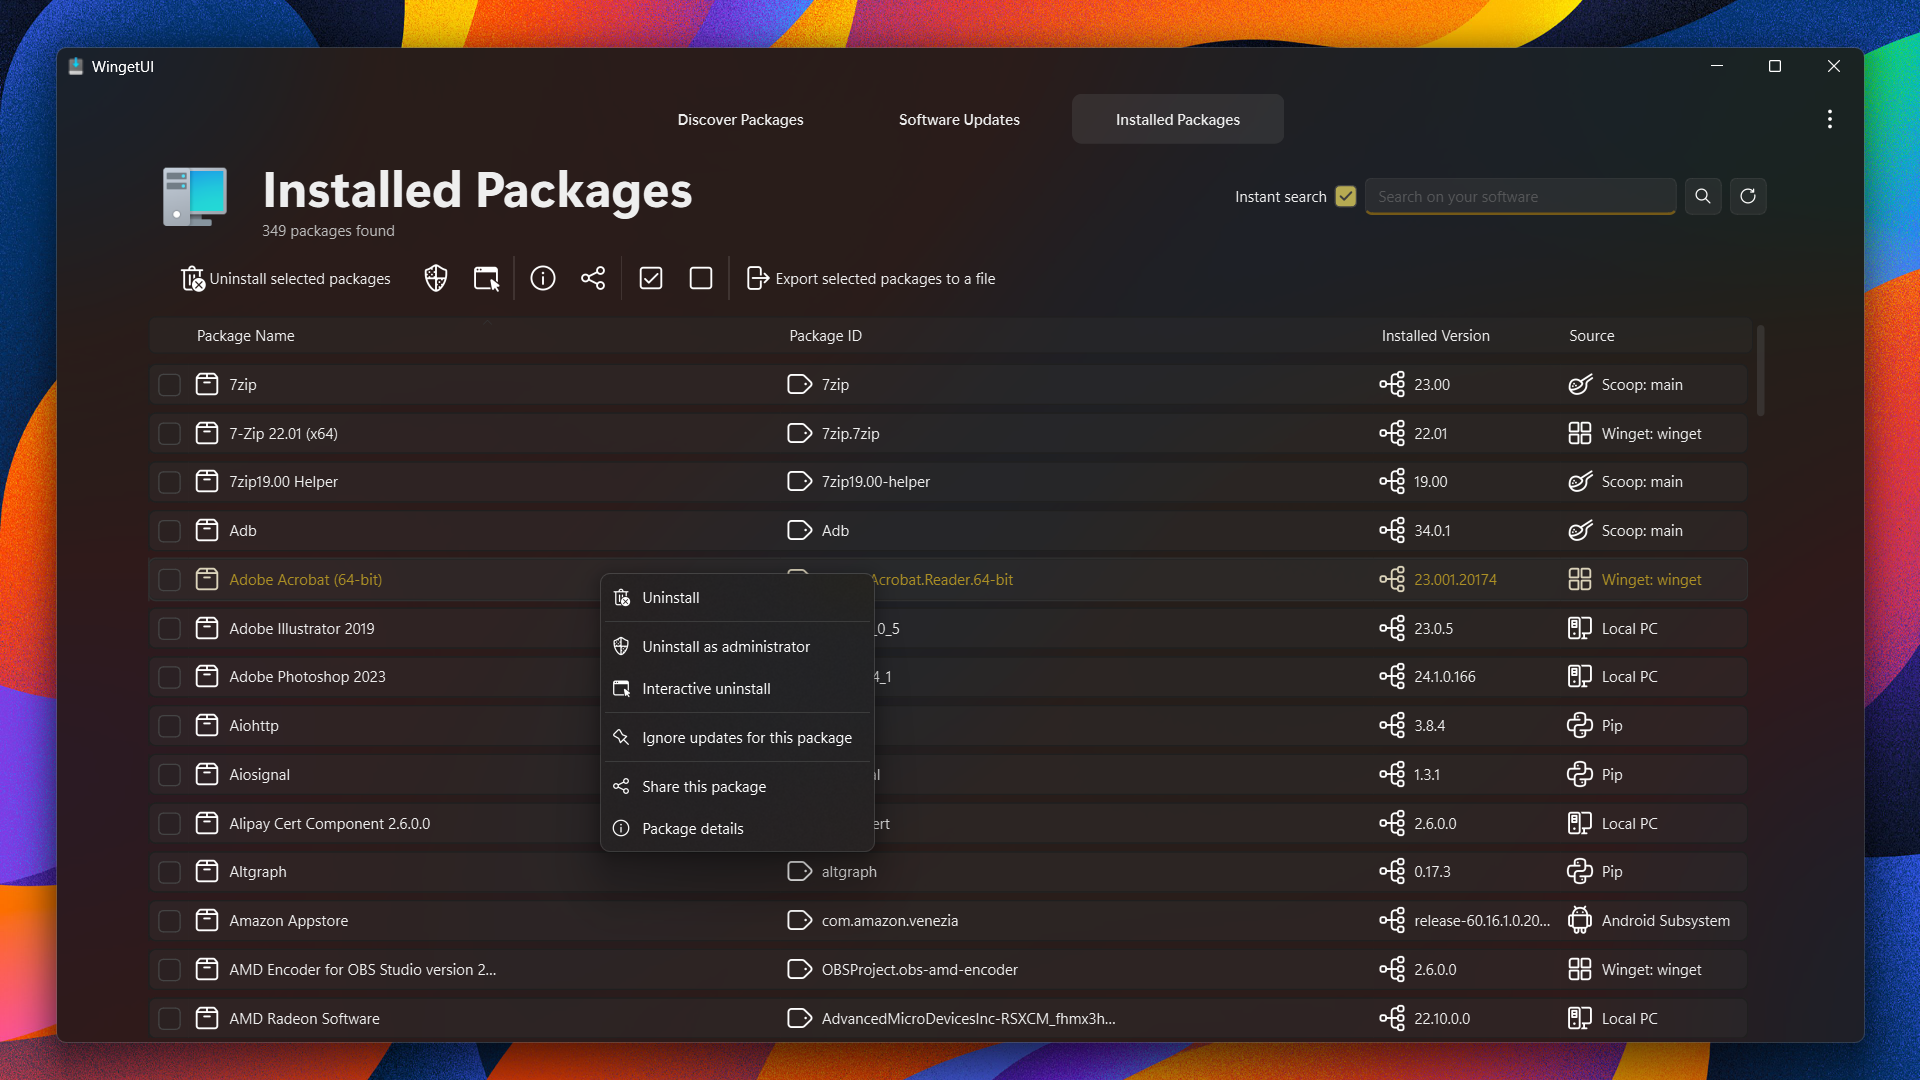 WingetUI
Discover Packages
Software Updates
Installed Packages
Installed Packages
349 packages found
Instant search
Search on your software
Uninstall selected packages
Export selected packages to a file
Package Name Package ID Installed Version Source
7zip 7zip 23.00 Scoop: main
7-Zip 22.01 (x64) 7zip.7zip 22.01 Winget: winget
7zip19.00 Helper 7zip19.00-helper 19.00 Scoop: main
Adb Adb 34.0.1 Scoop: main
Adobe Acrobat (64-bit) Acrobat.Reader.64-bit 23.001.20174 Winget: winget
Uninstall
Adobe Illustrator 2019 _0_5 23.0.5 Local PC
Uninstall as administrator
Adobe Photoshop 2023 4_1 24.1.0.166 Local PC
Interactive uninstall
Aiohttp 3.8.4 Pip
Ignore updates for this package
Aiosignal al 1.3.1 Pip
Share this package
Alipay Cert Component 2.6.0.0 ert 2.6.0.0 Local PC
Package details
Altgraph altgraph 0.17.3 Pip
Amazon Appstore com.amazon.venezia release-60.16.1.0.20... Android Subsystem
AMD Encoder for OBS Studio version 2... OBSProject.obs-amd-encoder 2.6.0.0 Winget: winget
AMD Radeon Software AdvancedMicroDevicesInc-RSXCM_fhmx3h... 22.10.0.0 Local PC